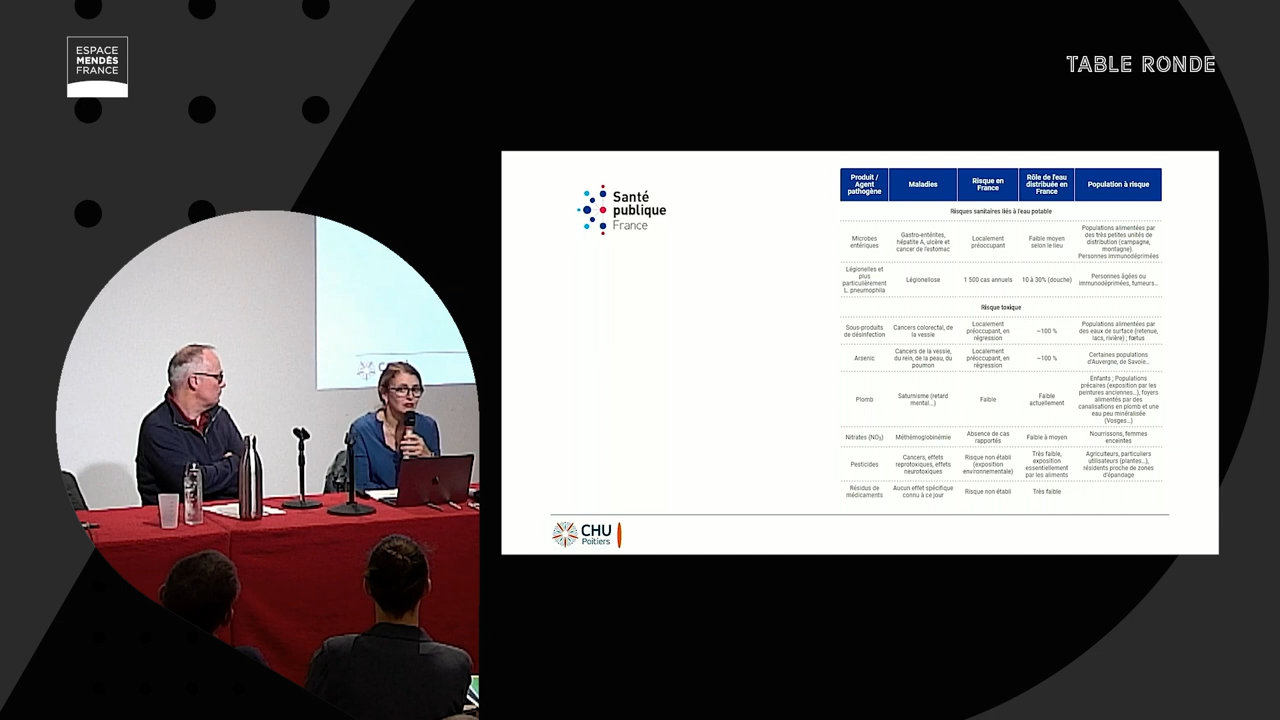 ESPACE
MENDÈS
FRANCE
TABLE RONDE
Santé
publique
France
Produit /
Agent
pathogène
Maladies
Risque en
France
Rôle de l'eau
distribuée en
France
Population à risque
Risques sanitaires liés à l'eau potable
Microbes
entériques
Gastro-entérites,
hépatite A, ulcère et
cancer de l'estomac
Localement
préoccupant
Faible moyen
selon le lieu
Populations alimentées par
des très petites unités de
distribution (campagne,
montagne).
Personnes immunodéprimées
Légionelles et
plus
particulièrement
L. pneumophila
Légionellose
1 500 cas annuels
10 à 30% (douche)
Personnes âgées ou
immunodéprimées, fumeurs…
Risque toxique
Sous-produits
de désinfection
Cancers colorectal, de
la vessie
Localement
préoccupant, en
régression
~100 %
Populations alimentées par
des eaux de surface (retenue,
lacs, rivière) ; fœtus
Arsenic
Cancers de la vessie,
du rein, de la peau, du
poumon
Localement
préoccupant, en
régression
~100 %
Certaines populations
d'Auvergne, de Savoie…
Plomb
Saturnisme (retard
mental…)
Faible
Faible
actuellement
Enfants ; Populations
précaires (exposition par les
peintures anciennes…), foyers
alimentés par des
canalisations en plomb et une
eau peu minéralisée
(Vosges…)
Nitrates (NO₃)
Méthémoglobinémie
Absence de cas
rapportés
Faible à moyen
Nourrissons, femmes
enceintes
Pesticides
Cancers, effets
reprotoxiques, effets
neurotoxiques
Risque non établi
(exposition
environnementale)
Très faible,
exposition
essentiellement
par les aliments
Agriculteurs, particuliers
utilisateurs (plantes…),
résidents proche de zones
d'épandage
Résidus de
médicaments
Aucun effet spécifique
connu à ce jour
Risque non établi
Très faible
CHU
Poitiers